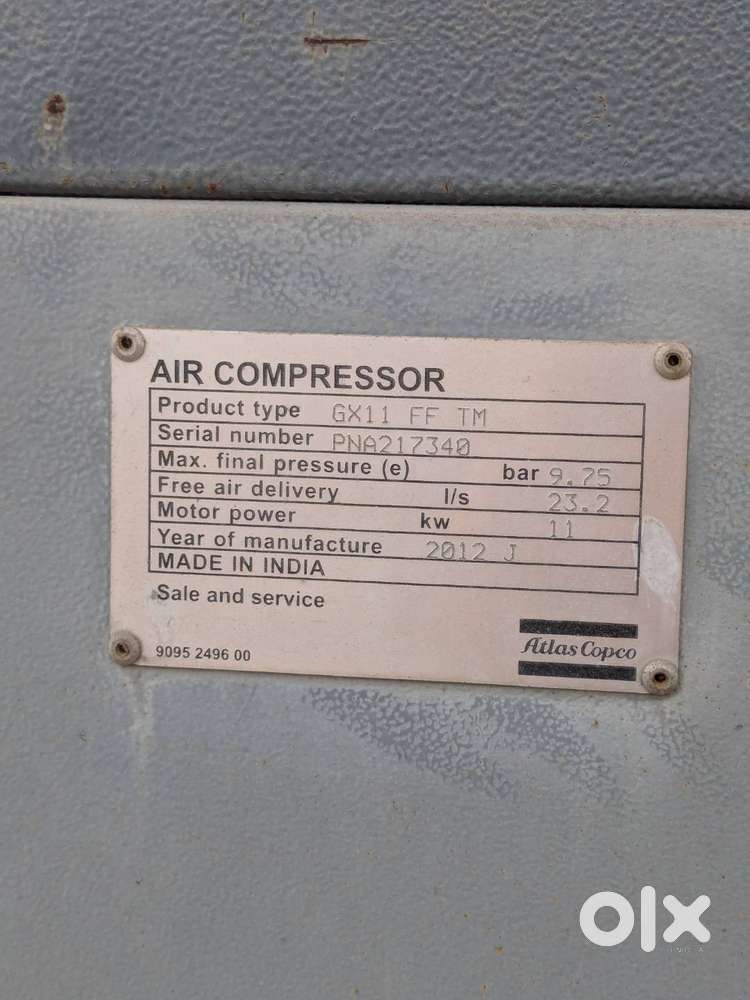 AIR COMPRESSOR
Product type GX11 FF TM
Serial number PNA217340
Max. final pressure (e) bar 9.75
Free air delivery l/s 23.2
Motor power kw 11
Year of manufacture 2012 J
MADE IN INDIA
Sale and service
Atlas Copco
9095 2496 00
olx